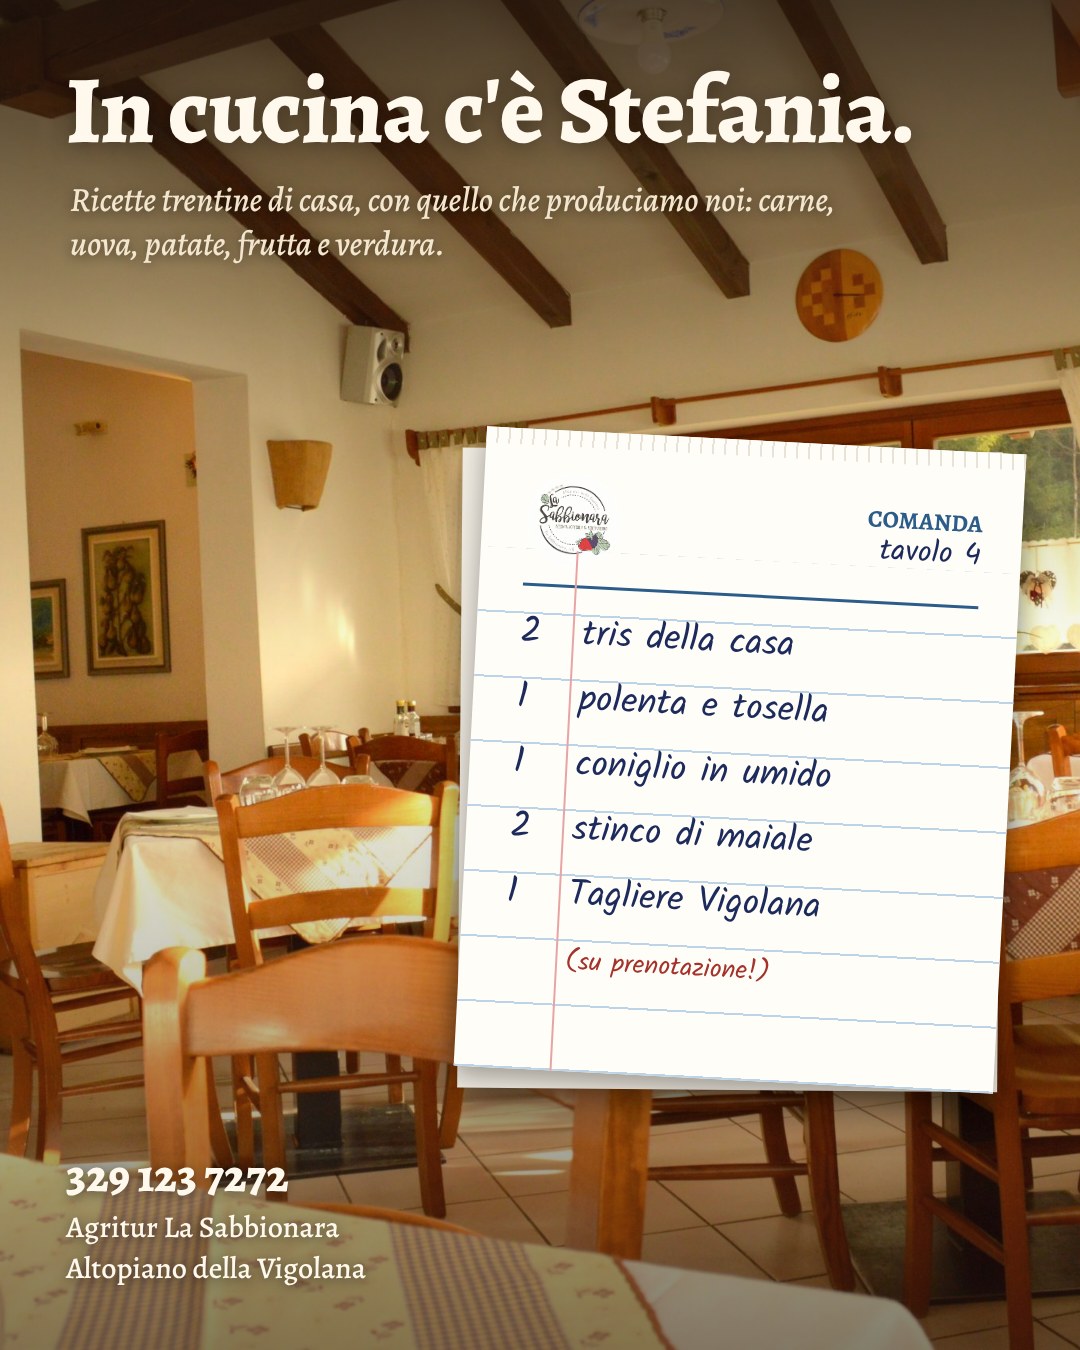 In cucina c'è Stefania.
Ricette trentine di casa, con quello che produciamo noi: carne,
uova, patate, frutta e verdura.
La
Sabbionara
COMANDA
tavolo 4
2 tris della casa
1 polenta e tosella
1 coniglio in umido
2 stinco di maiale
1 Tagliere Vigolana
(su prenotazione!)
329 123 7272
Agritur La Sabbionara
Altopiano della Vigolana